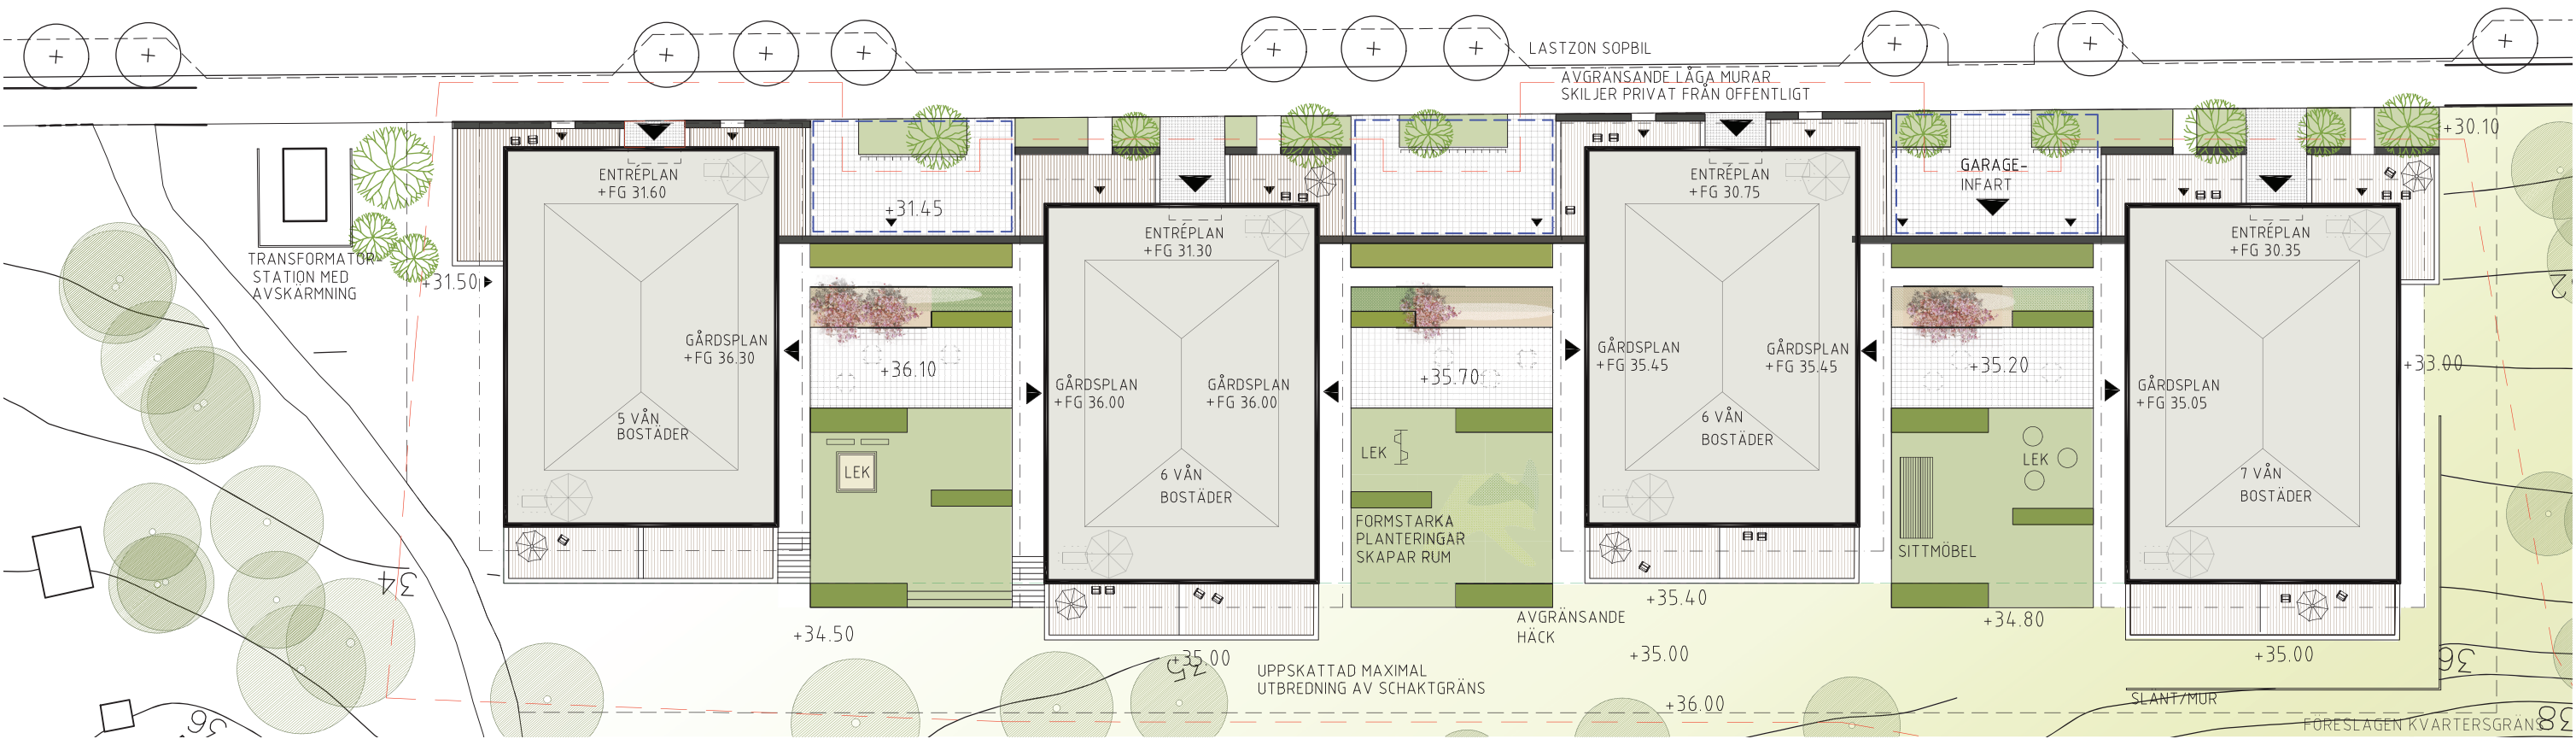 LASTZON SOPBIL
AVGRÄNSANDE LÅGA MURAR
SKILJER PRIVAT FRÅN OFFENTLIGT
+30.10
ENTRÉPLAN
+FG 31.60
+31.45
ENTRÉPLAN
+FG 31.30
ENTRÉPLAN
+FG 30.75
GARAGE-
INFART
ENTRÉPLAN
+FG 30.35
TRANSFORMATOR-
STATION MED
AVSKÄRMNING
+31.50
GÅRDSPLAN
+FG 36.30
+36.10
GÅRDSPLAN
+FG 36.00
GÅRDSPLAN
+FG 36.00
+35.70
GÅRDSPLAN
+FG 35.45
GÅRDSPLAN
+FG 35.45
+35.20
GÅRDSPLAN
+FG 35.05
+33.00
5 VÅN
BOSTÄDER
LEK
6 VÅN
BOSTÄDER
LEK
FORMSTARKA
PLANTERINGAR
SKAPAR RUM
6 VÅN
BOSTÄDER
LEK
SITTMÖBEL
7 VÅN
BOSTÄDER
34
+34.50
+35.00
35
AVGRÄNSANDE
HÄCK
+35.40
+35.00
+34.80
+35.00
36
UPPSKATTAD MAXIMAL
UTBREDNING AV SCHAKTGRÄNS
+36.00
SLÄNT/MUR
FÖRESLAGEN KVARTERSGRÄNS
36
38